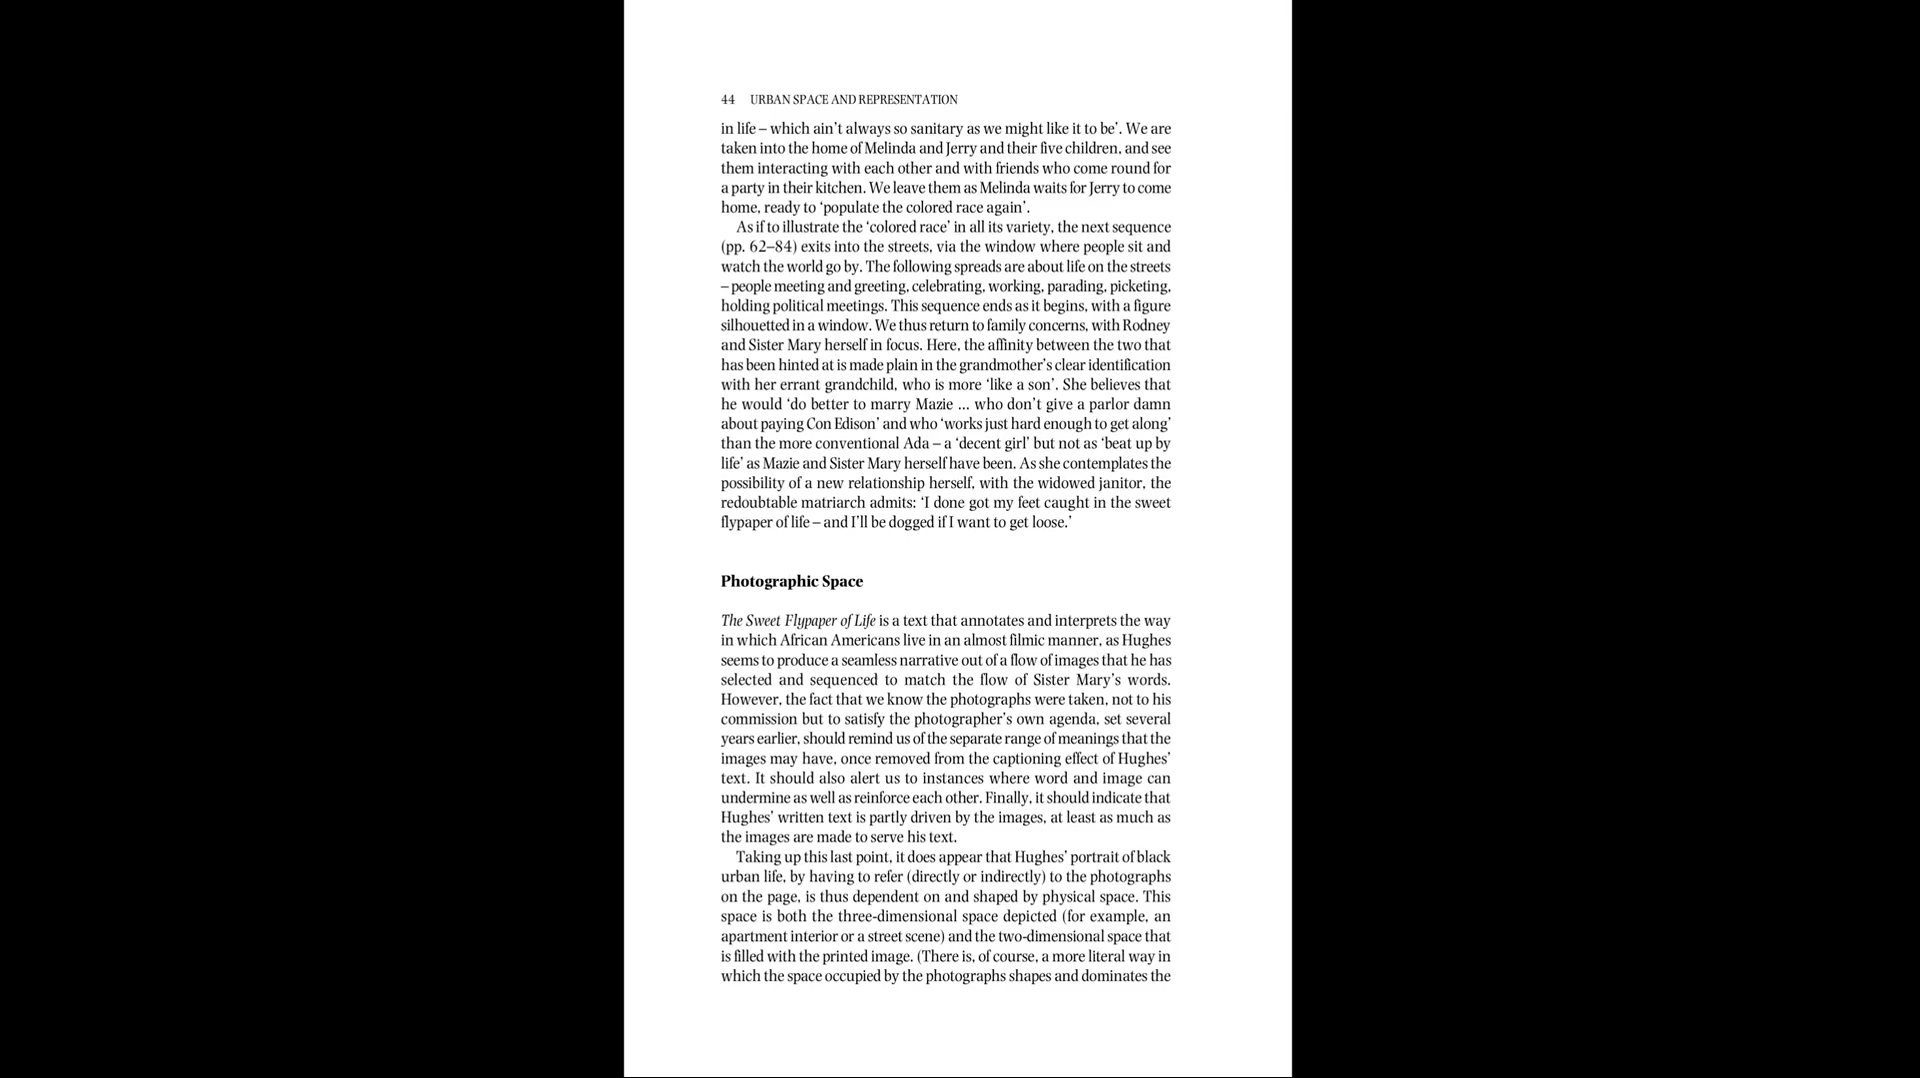 44 URBAN SPACE AND REPRESENTATION
in life – which ain’t always so sanitary as we might like it to be’. We are
taken into the home of Melinda and Jerry and their five children, and see
them interacting with each other and with friends who come round for
a party in their kitchen. We leave them as Melinda waits for Jerry to come
home, ready to ‘populate the colored race again’.
As if to illustrate the ‘colored race’ in all its variety, the next sequence
(pp. 62–84) exits into the streets, via the window where people sit and
watch the world go by. The following spreads are about life on the streets
– people meeting and greeting, celebrating, working, parading, picketing,
holding political meetings. This sequence ends as it begins, with a figure
silhouetted in a window. We thus return to family concerns, with Rodney
and Sister Mary herself in focus. Here, the affinity between the two that
has been hinted at is made plain in the grandmother’s clear identification
with her errant grandchild, who is more ‘like a son’. She believes that
he would ‘do better to marry Mazie ... who don’t give a parlor damn
about paying Con Edison’ and who ‘works just hard enough to get along’
than the more conventional Ada – a ‘decent girl’ but not as ‘beat up by
life’ as Mazie and Sister Mary herself have been. As she contemplates the
possibility of a new relationship herself, with the widowed janitor, the
redoubtable matriarch admits: ‘I done got my feet caught in the sweet
flypaper of life – and I’ll be dogged if I want to get loose.’
Photographic Space
The Sweet Flypaper of Life is a text that annotates and interprets the way
in which African Americans live in an almost filmic manner, as Hughes
seems to produce a seamless narrative out of a flow of images that he has
selected and sequenced to match the flow of Sister Mary’s words.
However, the fact that we know the photographs were taken, not to his
commission but to satisfy the photographer’s own agenda, set several
years earlier, should remind us of the separate range of meanings that the
images may have, once removed from the captioning effect of Hughes’
text. It should also alert us to instances where word and image can
undermine as well as reinforce each other. Finally, it should indicate that
Hughes’ written text is partly driven by the images, at least as much as
the images are made to serve his text.
Taking up this last point, it does appear that Hughes’ portrait of black
urban life, by having to refer (directly or indirectly) to the photographs
on the page, is thus dependent on and shaped by physical space. This
space is both the three-dimensional space depicted (for example, an
apartment interior or a street scene) and the two-dimensional space that
is filled with the printed image. (There is, of course, a more literal way in
which the space occupied by the photographs shapes and dominates the